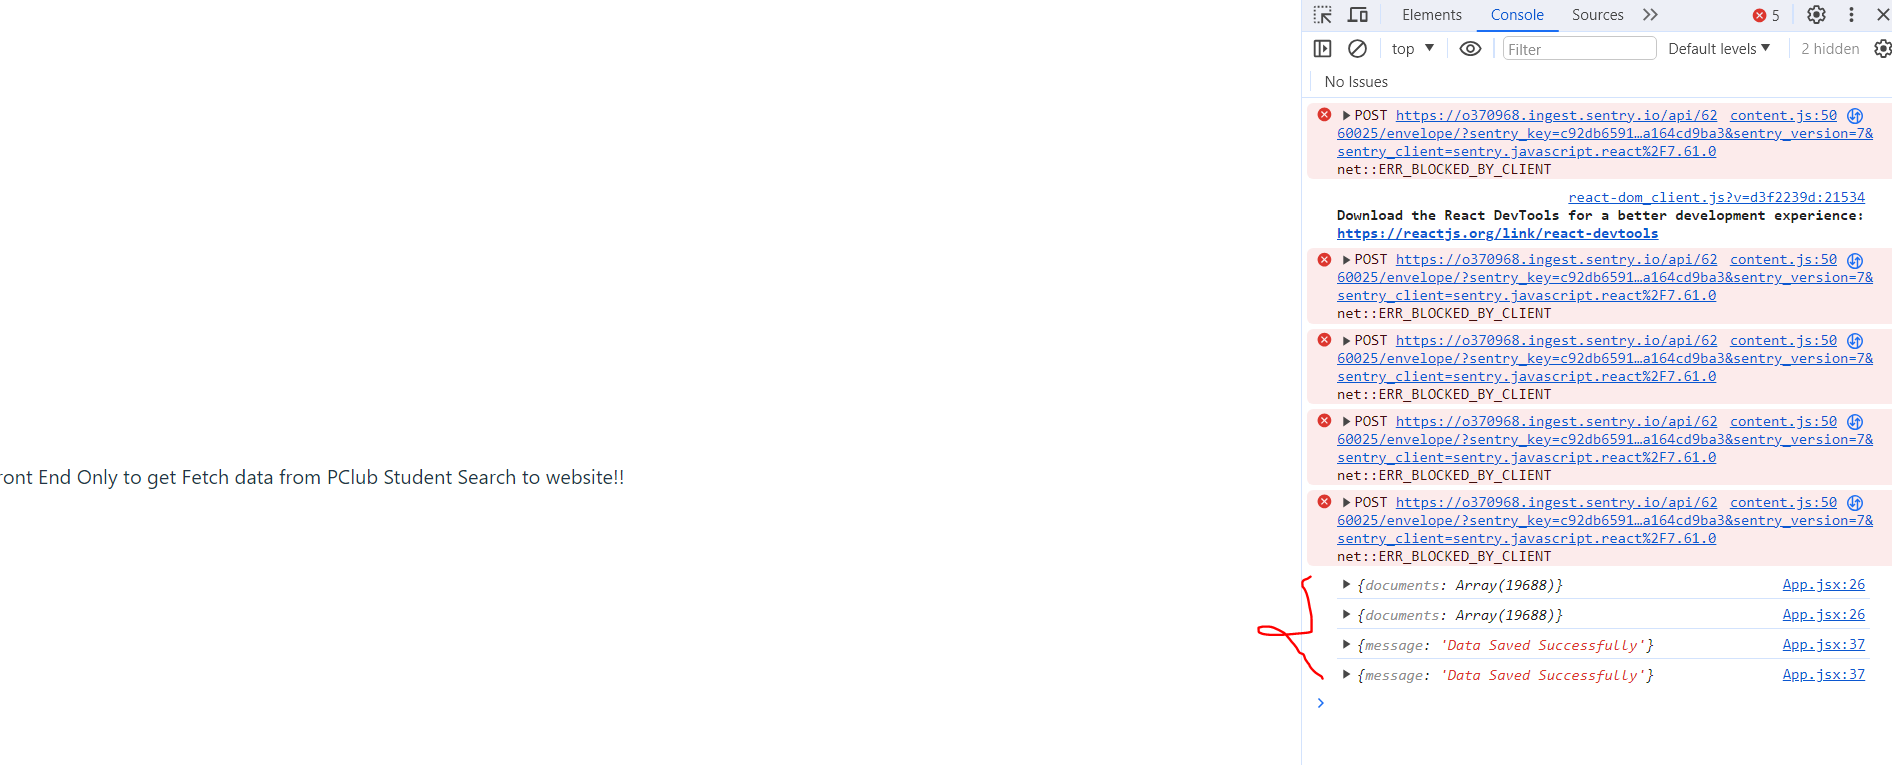 Elements Console Sources 5
top Filter Default levels 2 hidden
No Issues
POST https://o370968.ingest.sentry.io/api/62 content.js:50
60025/envelope/?sentry_key=c92db6591…a164cd9ba3&sentry_version=7&
sentry_client=sentry.javascript.react%2F7.61.0
net::ERR_BLOCKED_BY_CLIENT
react-dom_client.js?v=d3f2239d:21534
Download the React DevTools for a better development experience:
https://reactjs.org/link/react-devtools
POST https://o370968.ingest.sentry.io/api/62 content.js:50
60025/envelope/?sentry_key=c92db6591…a164cd9ba3&sentry_version=7&
sentry_client=sentry.javascript.react%2F7.61.0
net::ERR_BLOCKED_BY_CLIENT
POST https://o370968.ingest.sentry.io/api/62 content.js:50
60025/envelope/?sentry_key=c92db6591…a164cd9ba3&sentry_version=7&
sentry_client=sentry.javascript.react%2F7.61.0
net::ERR_BLOCKED_BY_CLIENT
POST https://o370968.ingest.sentry.io/api/62 content.js:50
60025/envelope/?sentry_key=c92db6591…a164cd9ba3&sentry_version=7&
sentry_client=sentry.javascript.react%2F7.61.0
net::ERR_BLOCKED_BY_CLIENT
ront End Only to get Fetch data from PClub Student Search to website!!
POST https://o370968.ingest.sentry.io/api/62 content.js:50
60025/envelope/?sentry_key=c92db6591…a164cd9ba3&sentry_version=7&
sentry_client=sentry.javascript.react%2F7.61.0
net::ERR_BLOCKED_BY_CLIENT
{documents: Array(19688)} App.jsx:26
{documents: Array(19688)} App.jsx:26
{message: 'Data Saved Successfully'} App.jsx:37
{message: 'Data Saved Successfully'} App.jsx:37